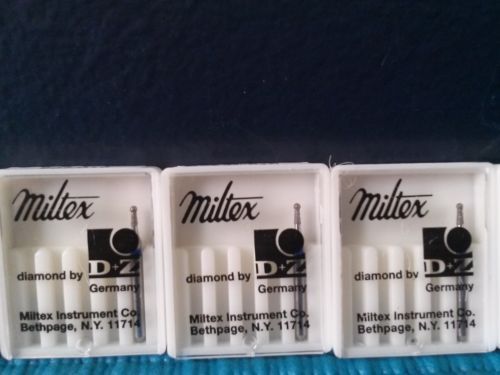 Miltex
diamond by D+Z
Germany
Miltex Instrument Co.
Bethpage, N.Y. 11714
Miltex
diamond by D+Z
Germany
Miltex Instrument Co.
Bethpage, N.Y. 11714
Miltex
diamond by D+Z
Germany
Miltex Instrument Co.
Bethpage, N.Y. 11714